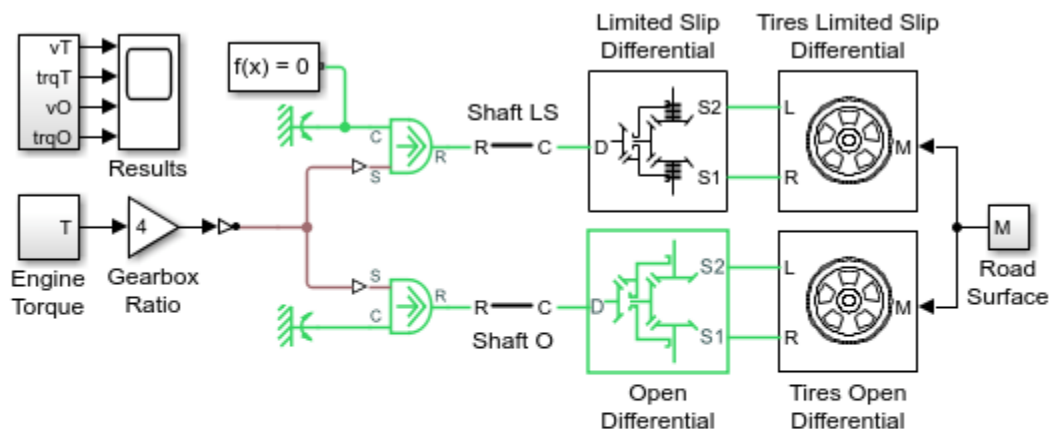 vT
trqT
vO
trqO
Results
f(x) = 0
C
R
S
Shaft LS
R
C
Limited Slip
Differential
D
S2
S1
Tires Limited Slip
Differential
L
R
M
T
Engine
Torque
4
Gearbox
Ratio
S
R
C
R
C
Shaft O
D
S2
S1
Open
Differential
L
R
M
Tires Open
Differential
M
Road
Surface